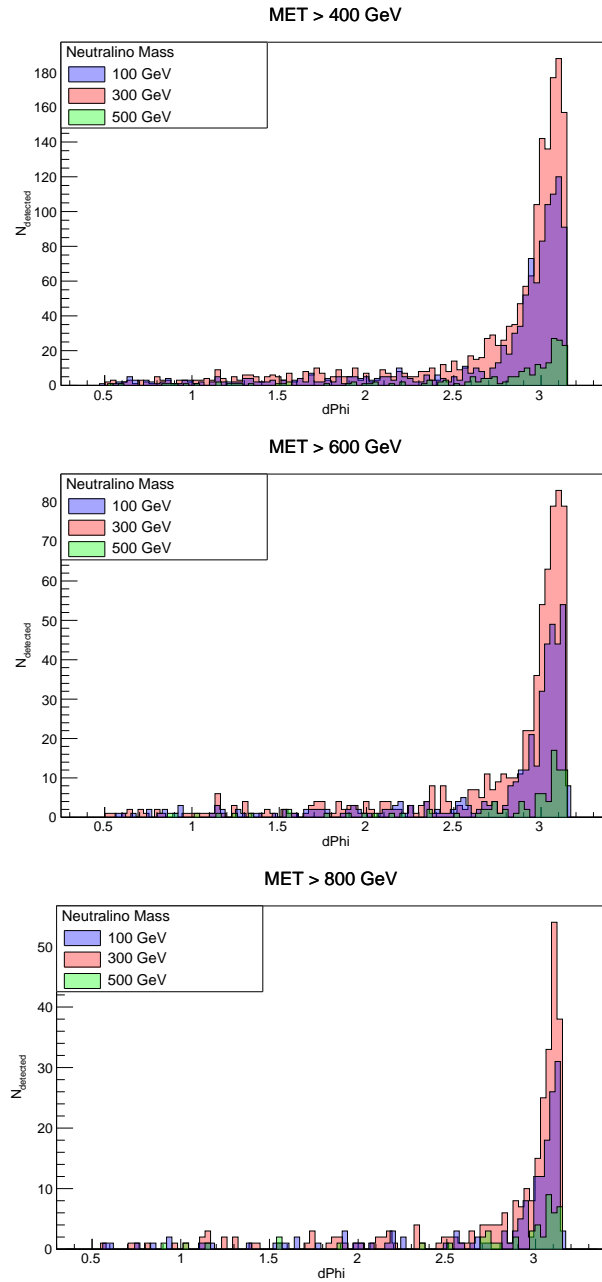 MET > 400 GeV
Neutralino Mass
100 GeV
300 GeV
500 GeV
N_detected
180
160
140
120
100
80
60
40
20
0
0.5 1 1.5 2 2.5 3
dPhi
MET > 600 GeV
Neutralino Mass
100 GeV
300 GeV
500 GeV
N_detected
80
70
60
50
40
30
20
10
0
0.5 1 1.5 2 2.5 3
dPhi
MET > 800 GeV
Neutralino Mass
100 GeV
300 GeV
500 GeV
N_detected
50
40
30
20
10
0
0.5 1 1.5 2 2.5 3
dPhi